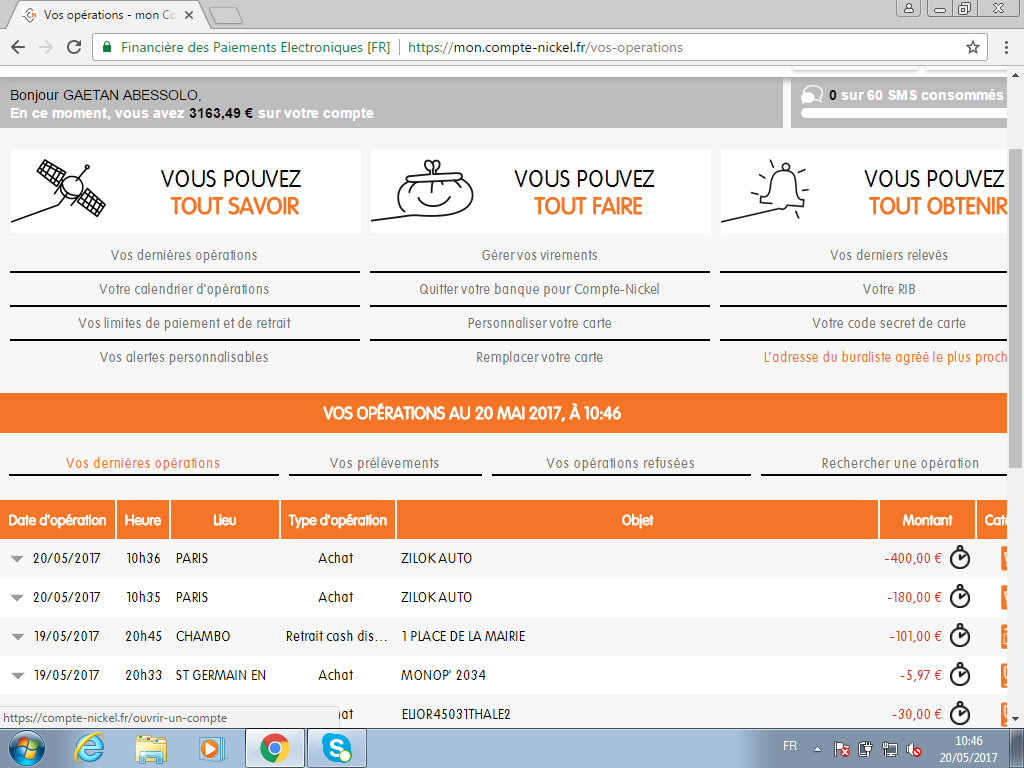 Vos opérations - mon Co
Financière des Paiements Electroniques [FR]
https://mon.compte-nickel.fr/vos-operations
Bonjour GAETAN ABESSOLO,
En ce moment, vous avez 3163,49 € sur votre compte
0 sur 60 SMS consommés
VOUS POUVEZ
TOUT SAVOIR
VOUS POUVEZ
TOUT FAIRE
VOUS POUVEZ
TOUT OBTENIR
Vos dernières opérations
Gérer vos virements
Vos derniers relevés
Votre calendrier d'opérations
Quitter votre banque pour Compte-Nickel
Votre RIB
Vos limites de paiement et de retrait
Personnaliser votre carte
Votre code secret de carte
Vos alertes personnalisables
Remplacer votre carte
L'adresse du buraliste agréé le plus proch
VOS OPÉRATIONS AU 20 MAI 2017, À 10:46
Vos dernières opérations
Vos prélèvements
Vos opérations refusées
Rechercher une opération
Date d'opération Heure Lieu Type d'opération Objet Montant Caté
20/05/2017 10h36 PARIS Achat ZILOK AUTO -400,00 €
20/05/2017 10h35 PARIS Achat ZILOK AUTO -180,00 €
19/05/2017 20h45 CHAMBO Retrait cash dis... 1 PLACE DE LA MAIRIE -101,00 €
19/05/2017 20h33 ST GERMAIN EN Achat MONOP' 2034 -5,97 €
hat ELIOR45031THALE2 -30,00 €
https://compte-nickel.fr/ouvrir-un-compte
FR
10:46
20/05/2017